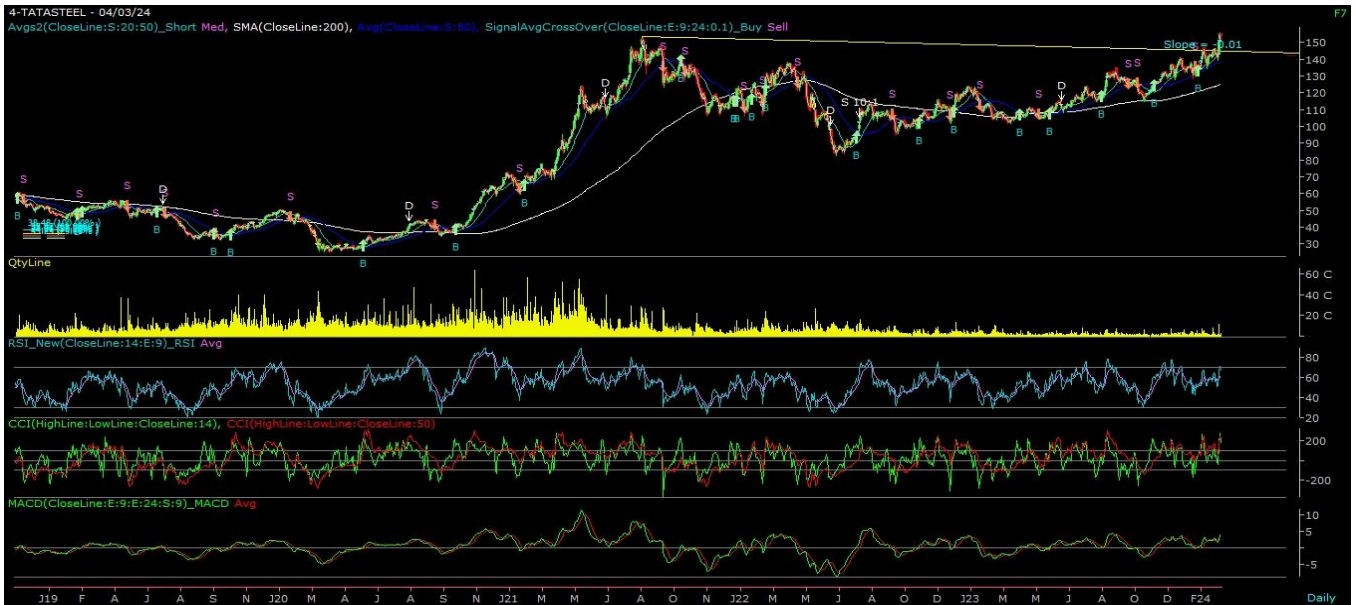 4-TATASTEEL - 04/03/24
F7
Avgs2(CloseLine:S:20:50)_Short Med, SMA(CloseLine:200), Avg(CloseLine:S:50), SignalAvgCrossOver(CloseLine:E:9:24:0.1)_Buy Sell
Slope = -0.01
150
140
130
120
110
100
90
80
70
60
50
40
30
S S S D S S D S S D S S S S S D S 10:1 S S S S D S S S
B B B B B B B B B B B B B B B B B B B B
QtyLine
60 C
40 C
20 C
RSI_New(CloseLine:14:E:9)_RSI Avg
80
60
40
20
CCI(HighLine:LowLine:CloseLine:14), CCI(HighLine:LowLine:CloseLine:50)
200
-200
MACD(CloseLine:E:9:E:24:S:9)_MACD Avg
10
5
-5
J19 F A J A S N J20 M A J A S N J21 M M J A O N J22 M M J A O D J23 M M J A O D F24
Daily